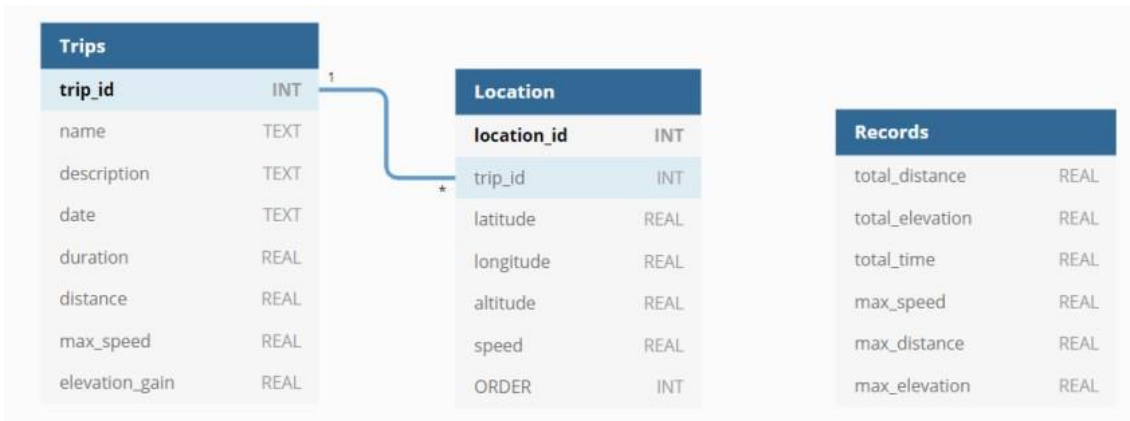 Trips
trip_id INT
name TEXT
description TEXT
date TEXT
duration REAL
distance REAL
max_speed REAL
elevation_gain REAL
1
*
Location
location_id INT
trip_id INT
latitude REAL
longitude REAL
altitude REAL
speed REAL
ORDER INT
Records
total_distance REAL
total_elevation REAL
total_time REAL
max_speed REAL
max_distance REAL
max_elevation REAL